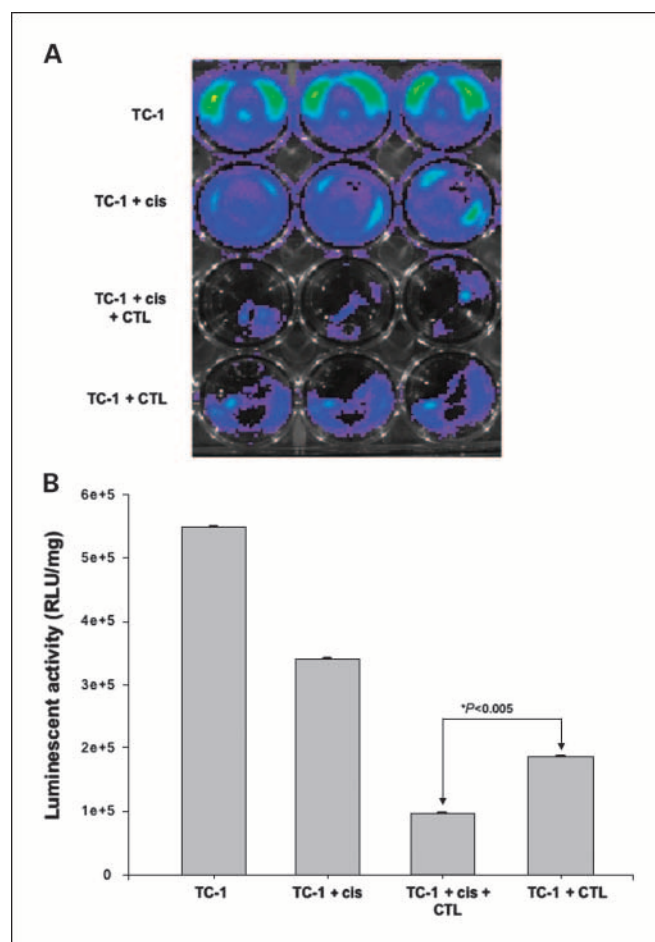 A
TC-1
TC-1 + cis
TC-1 + cis
+ CTL
TC-1 + CTL
B
Luminescent activity (RLU/mg)
6e+5
5e+5
4e+5
3e+5
2e+5
1e+5
0
*P<0.005
TC-1
TC-1 + cis
TC-1 + cis +
CTL
TC-1 + CTL